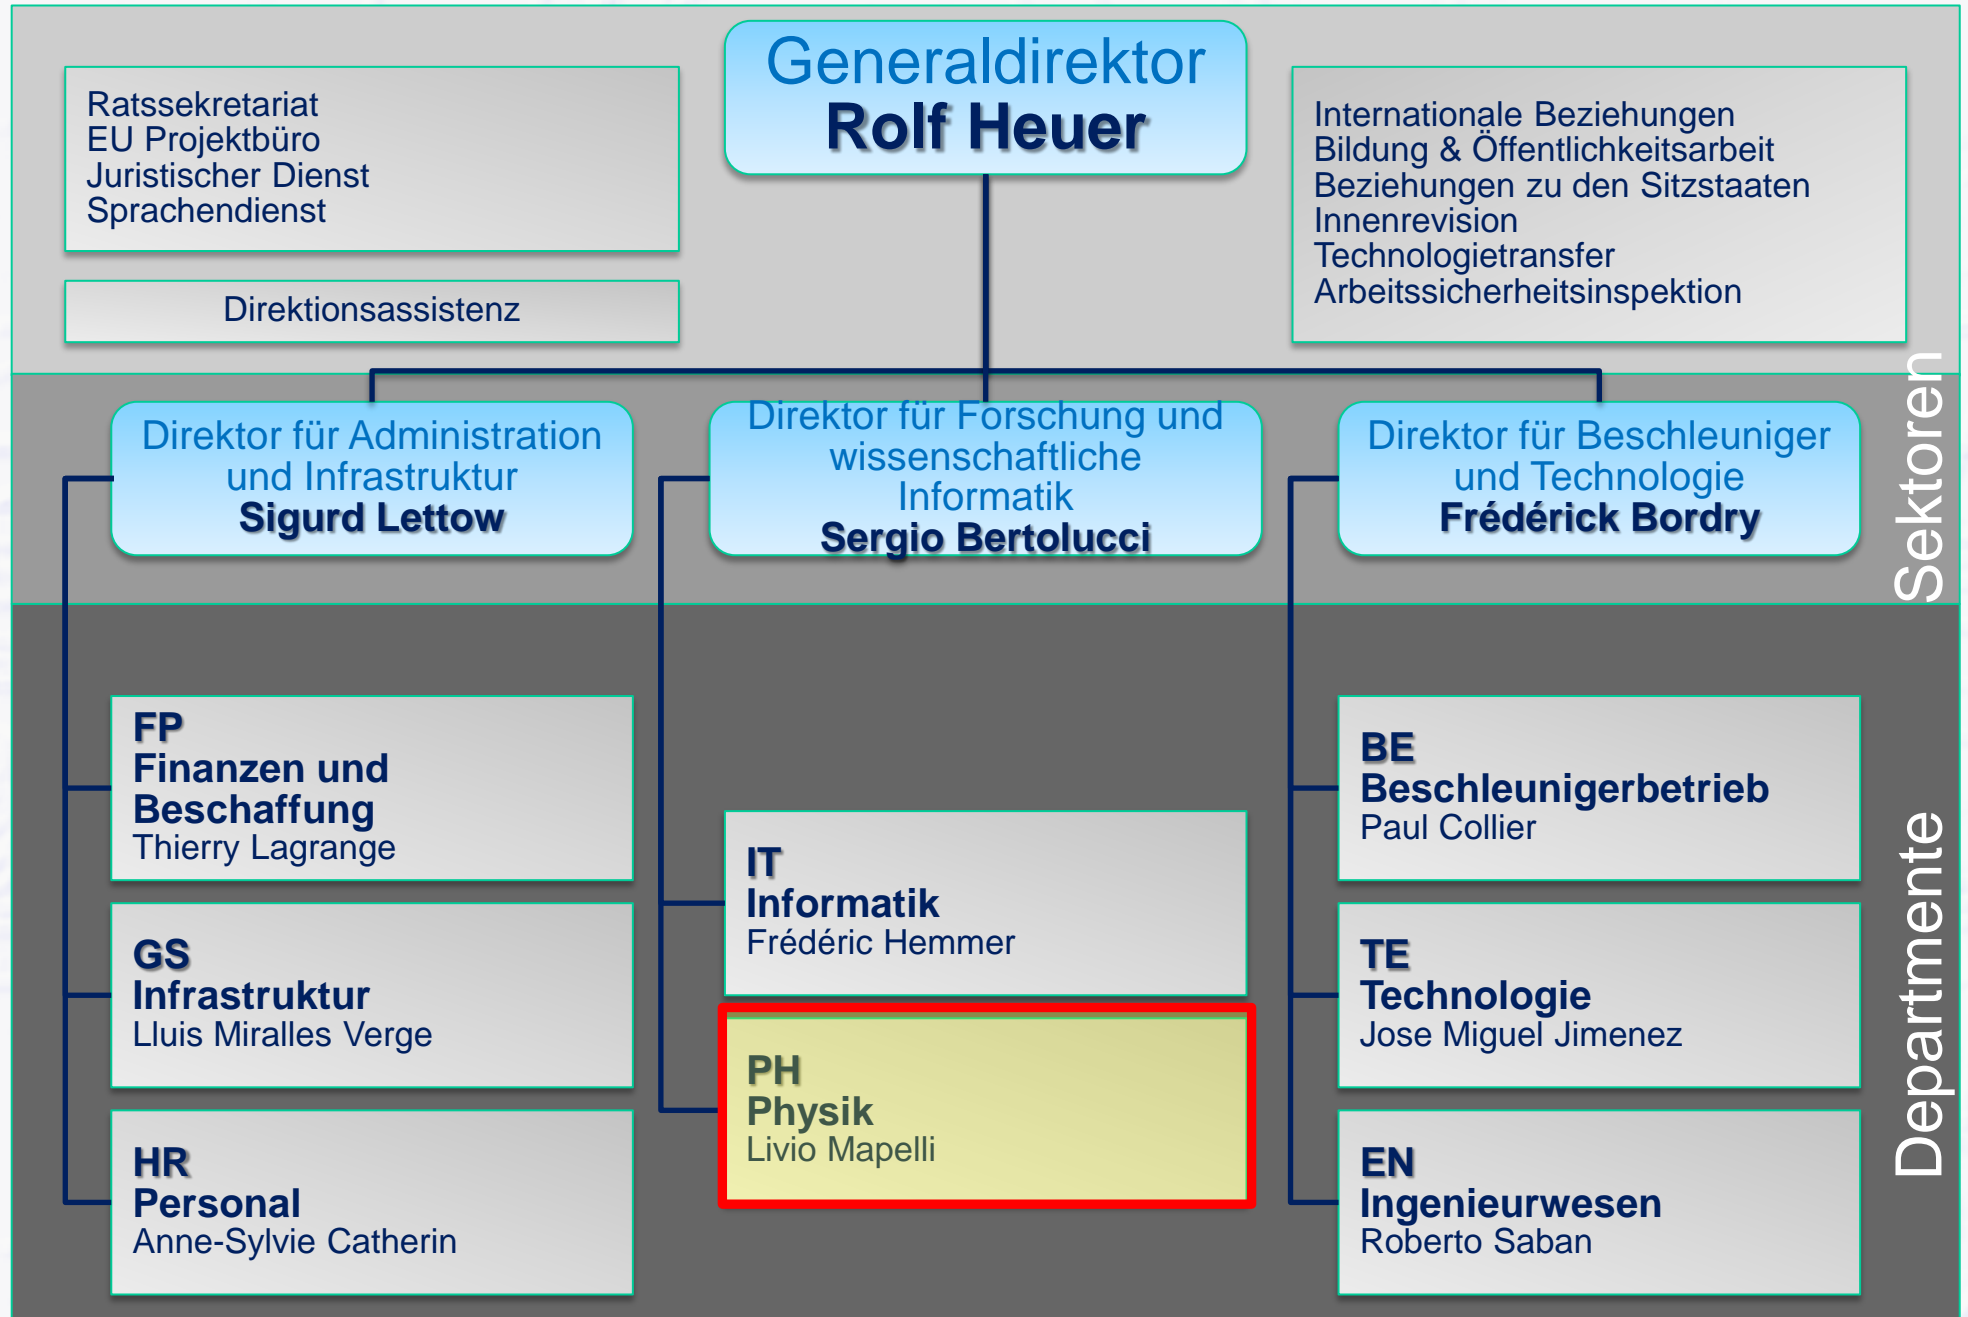 Generaldirektor
Rolf Heuer
Ratssekretariat
EU Projektbüro
Juristischer Dienst
Sprachendienst
Direktionsassistenz
Internationale Beziehungen
Bildung & Öffentlichkeitsarbeit
Beziehungen zu den Sitzstaaten
Innenrevision
Technologietransfer
Arbeitssicherheitsinspektion
Sektoren
Direktor für Administration
und Infrastruktur
Sigurd Lettow
Direktor für Forschung und
wissenschaftliche
Informatik
Sergio Bertolucci
Direktor für Beschleuniger
und Technologie
Frédérick Bordry
Departmente
FP
Finanzen und
Beschaffung
Thierry Lagrange
GS
Infrastruktur
Lluis Miralles Verge
HR
Personal
Anne-Sylvie Catherin
IT
Informatik
Frédéric Hemmer
PH
Physik
Livio Mapelli
BE
Beschleunigerbetrieb
Paul Collier
TE
Technologie
Jose Miguel Jimenez
EN
Ingenieurwesen
Roberto Saban